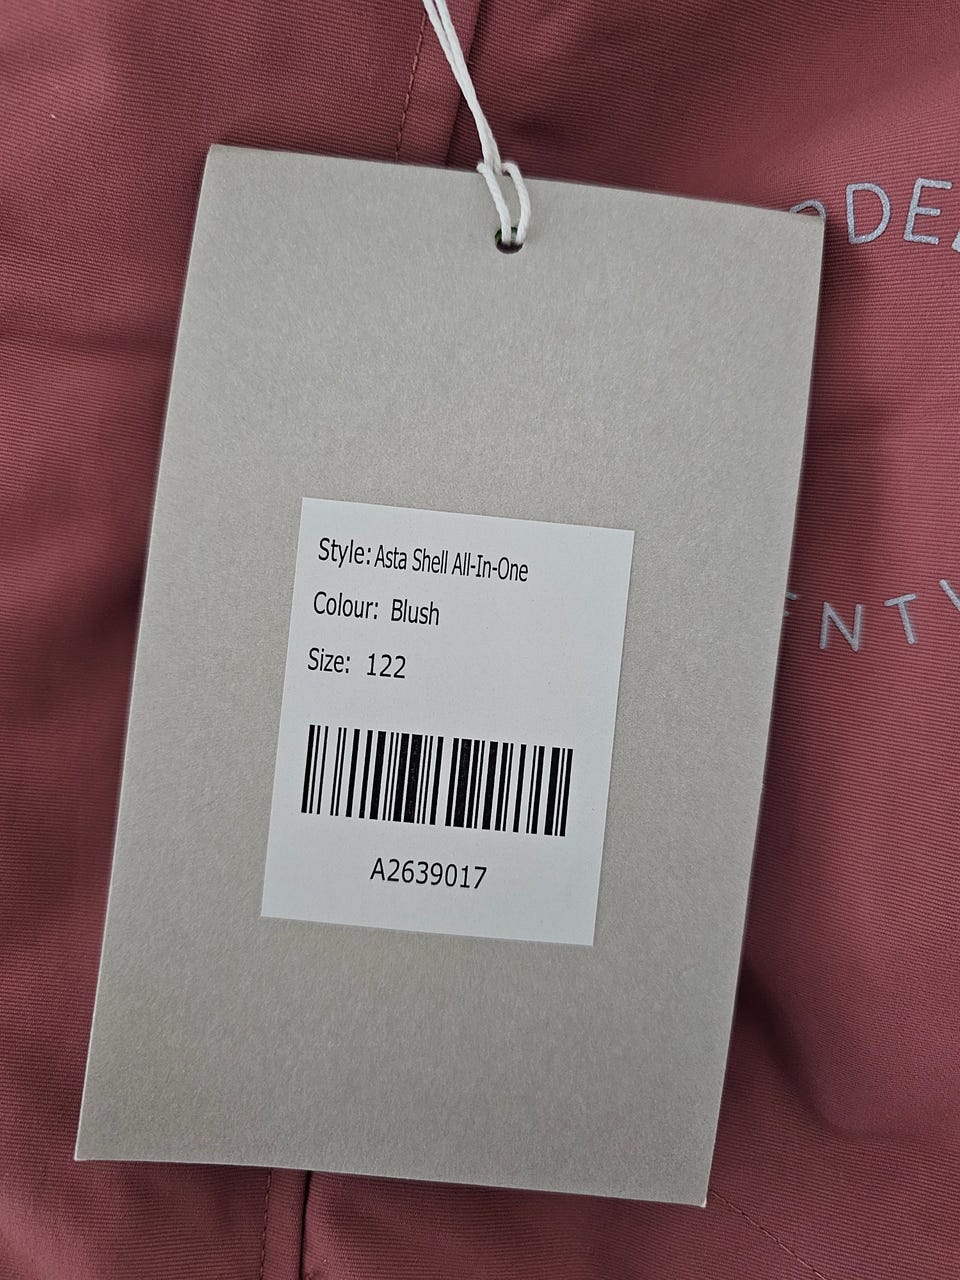 Style: Asta Shell All-In-One
Colour: Blush
Size: 122
A2639017